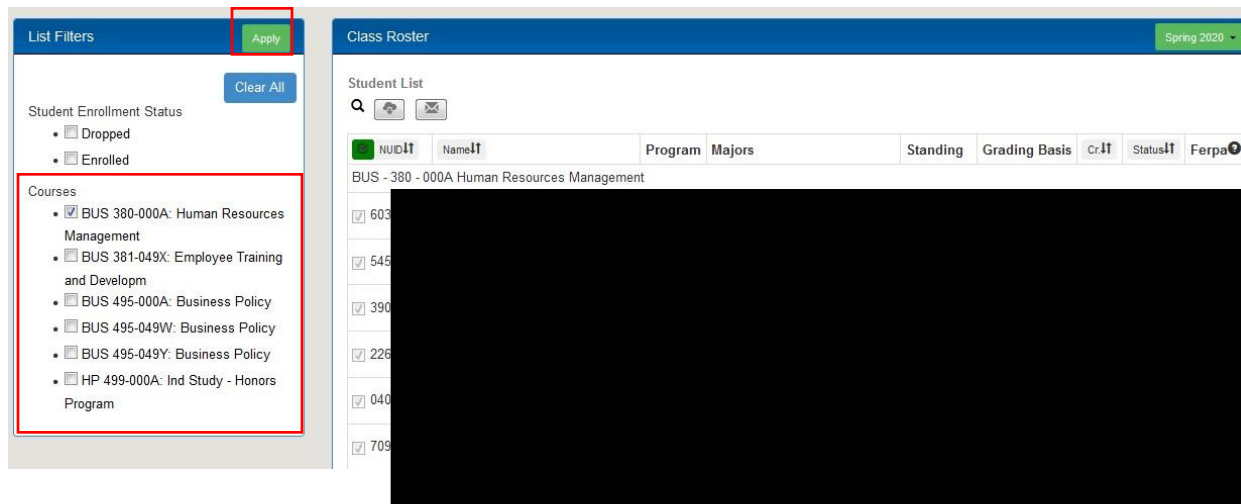 List Filters
Apply
Clear All
Student Enrollment Status
Dropped
Enrolled
Courses
BUS 380-000A: Human Resources
Management
BUS 381-049X: Employee Training
and Developm
BUS 495-000A: Business Policy
BUS 495-049W: Business Policy
BUS 495-049Y: Business Policy
HP 499-000A: Ind Study - Honors
Program
Class Roster
Spring 2020
Student List
NUID Name Program Majors Standing Grading Basis Cr. Status Ferpa
BUS - 380 - 000A Human Resources Management
603
545
390
226
040
709